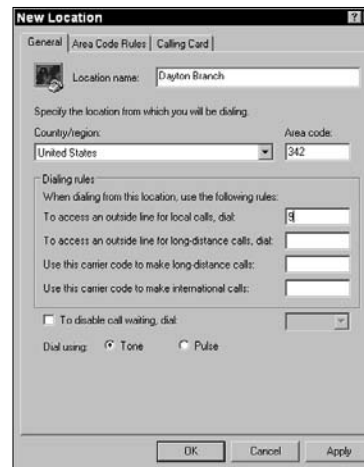 New Location
?
General
Area Code Rules
Calling Card
Location name:
Dayton Branch
Specify the location from which you will be dialing.
Country/region:
Area code:
United States
342
Dialing rules
When dialing from this location, use the following rules:
To access an outside line for local calls, dial:
9
To access an outside line for long-distance calls, dial:
Use this carrier code to make long-distance calls:
Use this carrier code to make international calls:
To disable call waiting, dial:
Dial using:
Tone
Pulse
OK
Cancel
Apply